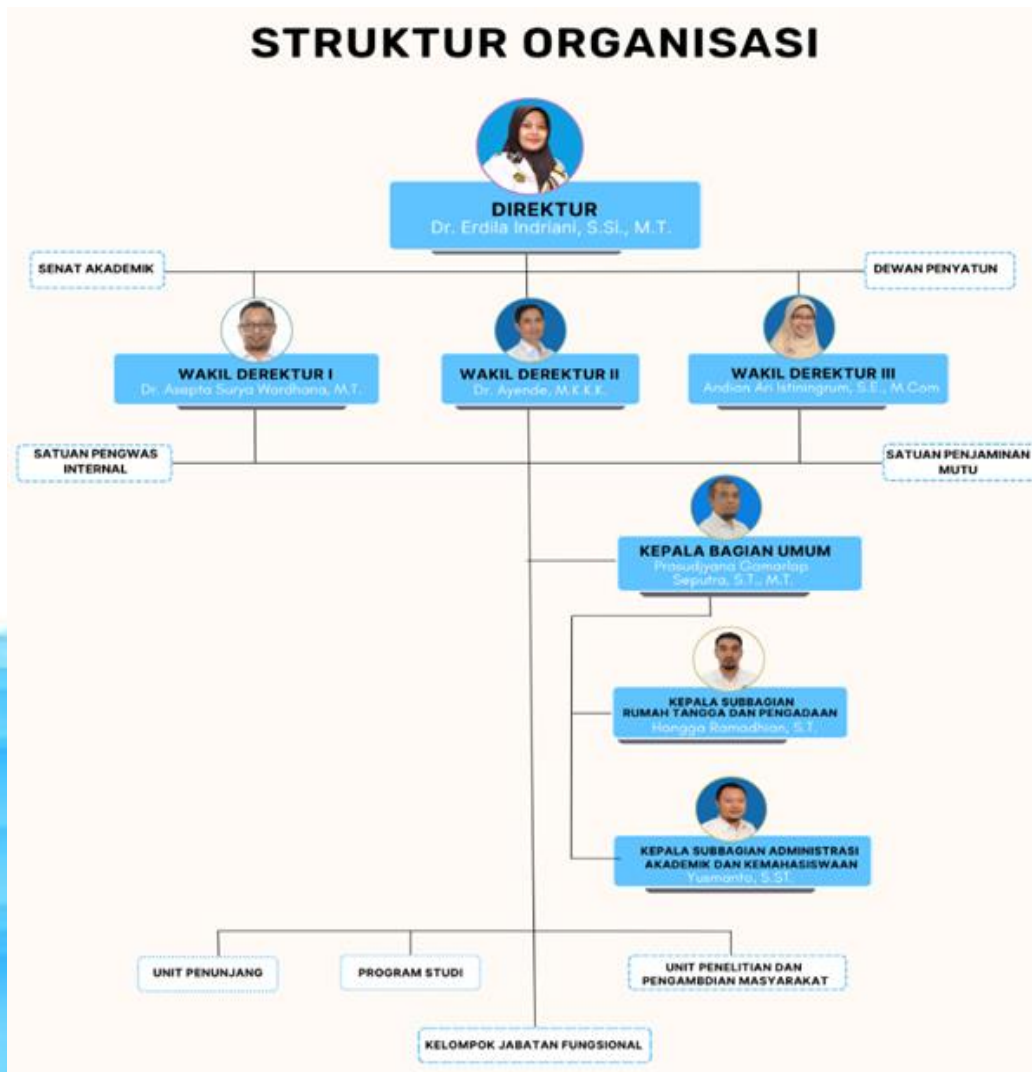 STRUKTUR ORGANISASI
DIREKTUR
Dr. Erdila Indriani, S.Si., M.T.
SENAT AKADEMIK
DEWAN PENYATUN
WAKIL DEREKTUR I
Dr. Asepta Surya Wardhana, M.T.
WAKIL DEREKTUR II
Dr. Ayende, M.K.K.K.
WAKIL DEREKTUR III
Andian Ari Istiningrum, S.E., M.Com
SATUAN PENGWAS
INTERNAL
SATUAN PENJAMINAN
MUTU
KEPALA BAGIAN UMUM
Prasudjyana Gamarlap
Seputra, S.T., M.T.
KEPALA SUBBAGIAN
RUMAH TANGGA DAN PENGADAAN
Hangga Ramadhian, S.T.
KEPALA SUBBAGIAN ADMINISTRASI
AKADEMIK DAN KEMAHASISWAAN
Yusmanto, S.ST.
UNIT PENUNJANG
PROGRAM STUDI
UNIT PENELITIAN DAN
PENGAMBDIAN MASYARAKAT
KELOMPOK JABATAN FUNGSIONAL